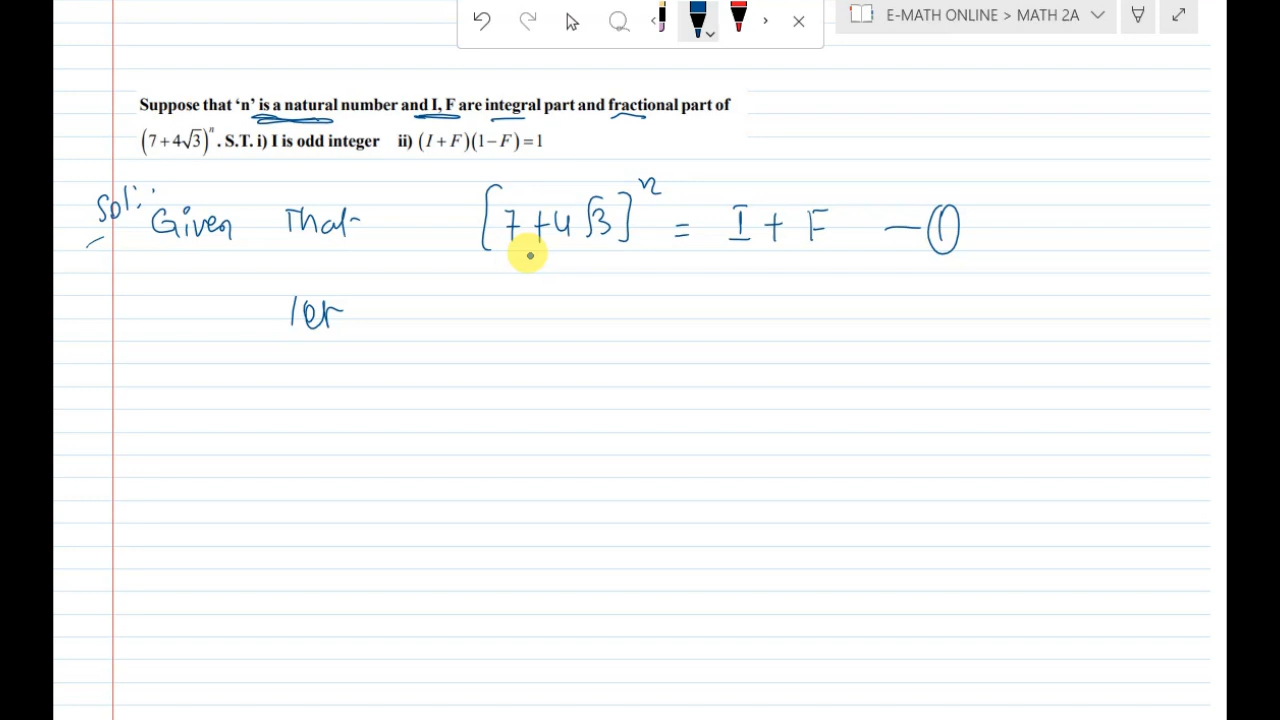 E-MATH ONLINE > MATH 2A
Suppose that ‘n’ is a natural number and I, F are integral part and fractional part of
(7+4√3)ⁿ. S.T. i) I is odd integer ii) (I+F)(1−F)=1
Sol: Given That [7+4√3]ⁿ = I + F — ①
let